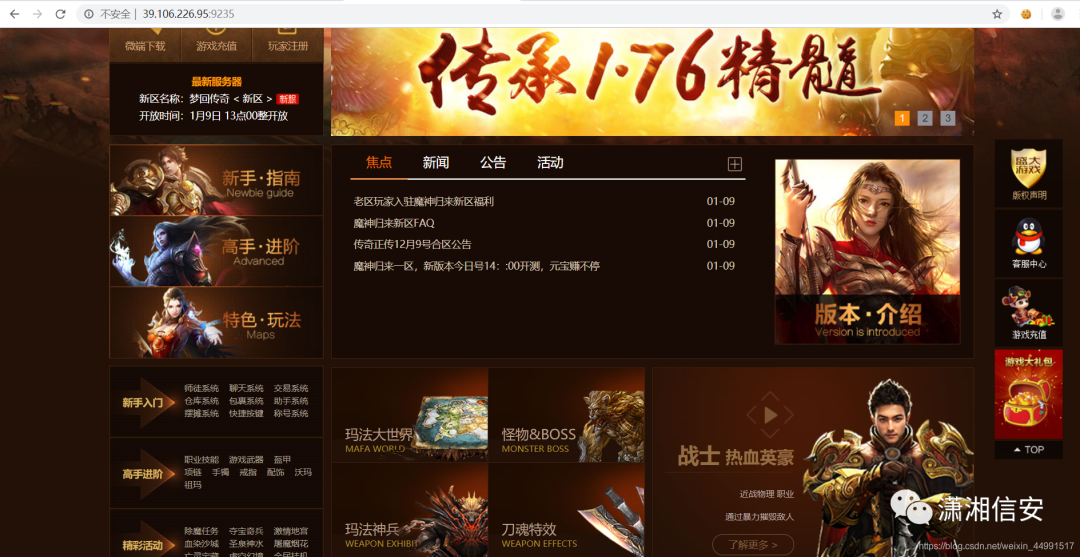 不安全 | 39.106.226.95:9235
微端下载 游戏充值 玩家注册
最新服务器
新区名称：梦回传奇 < 新区 > 新服
开放时间：1月9日 13点00整开放
传承1·76精髓
1 2 3
新手·指南
Newbie guide
高手·进阶
Advanced
特色·玩法
Maps
焦点 新闻 公告 活动
老区玩家入驻魔神归来新区福利 01-09
魔神归来新区FAQ 01-09
传奇正传12月9号合区公告 01-09
魔神归来一区，新版本今日号14：:00开测，元宝赚不停 01-09
版本·介绍
Version is introduced
盛大游戏
版权声明
客服中心
游戏充值
游戏大礼包
TOP
新手入门
师徒系统 聊天系统 交易系统
仓库系统 包裹系统 助手系统
摆摊系统 快捷按键 称号系统
高手进阶
职业技能 游戏武器 盔甲
项链 手镯 戒指 配饰 沃玛
祖玛
精彩活动
除魔任务 夺宝奇兵 激情地宫
血染沙城 圣泉神水 屠魔烟花
玛法大世界
MAFA WORLD
怪物&BOSS
MONSTER BOSS
玛法神兵
WEAPON EXHIBIT
刀魂特效
WEAPON EFFECTS
战士 热血英豪
近战物理 职业
通过暴力摧毁敌人
了解更多 >
潇湘信安
https://blog.csdn.net/weixin_44991517